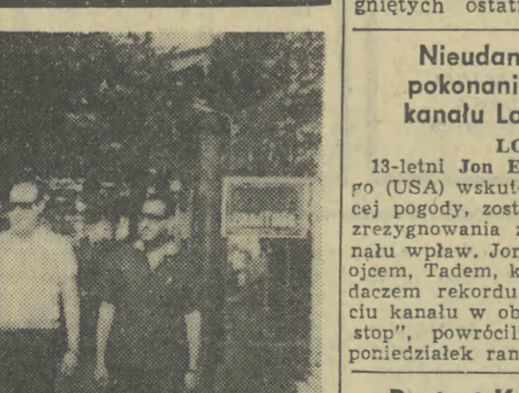 gniętych ostat
Nieudan
pokonani
kanału La
LO
13-letni Jon E
go (USA) wskut
cej pogody, zost
zrezygnowania z
nału wpław. Jon
ojcem, Tadem, k
daczem rekordu
ciu kanału w ob
stop", powrócil
poniedziałek ran